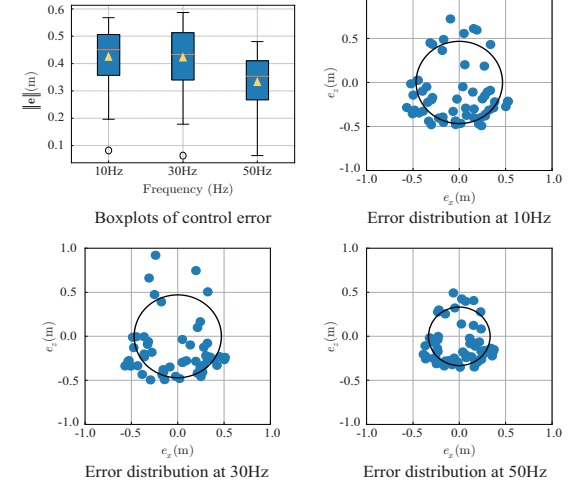 0.6
0.5
0.4
0.3
0.2
0.1
‖e‖(m)
10Hz 30Hz 50Hz
Frequency (Hz)
Boxplots of control error
0.5
0.0
-0.5
-1.0
e_z(m)
-1.0 -0.5 0.0 0.5 1.0
e_x(m)
Error distribution at 10Hz
1.0
0.5
0.0
-0.5
-1.0
e_z(m)
-1.0 -0.5 0.0 0.5 1.0
e_x(m)
Error distribution at 30Hz
1.0
0.5
0.0
-0.5
-1.0
e_z(m)
-1.0 -0.5 0.0 0.5 1.0
e_x(m)
Error distribution at 50Hz